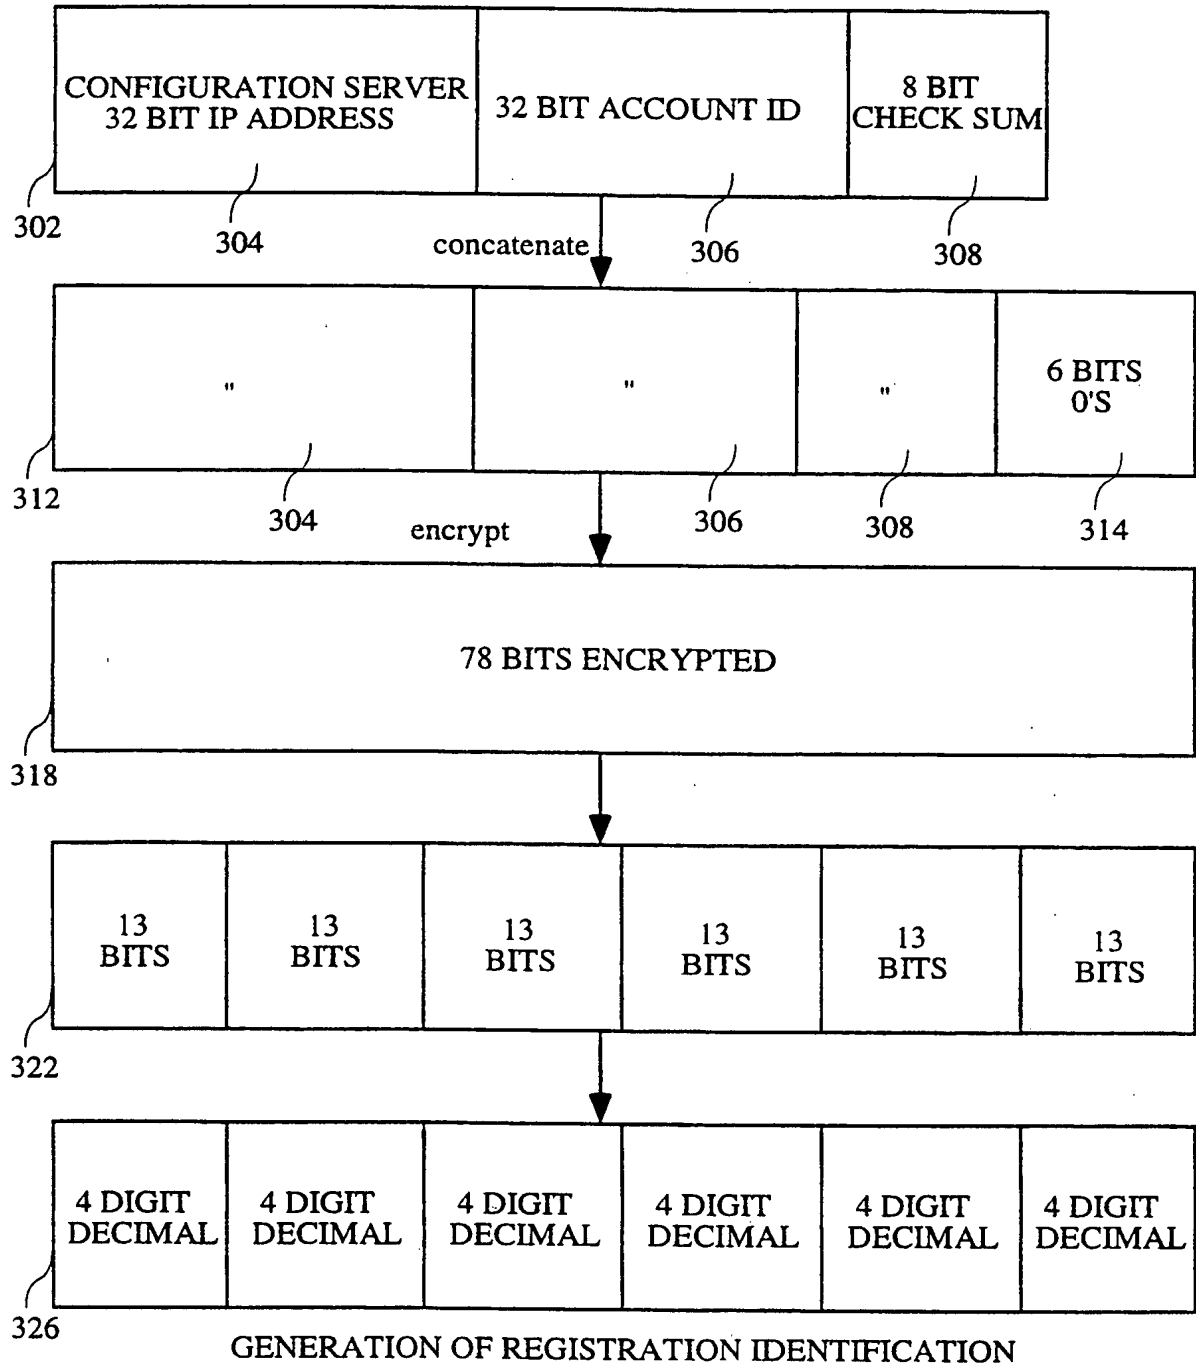 CONFIGURATION SERVER
32 BIT IP ADDRESS
32 BIT ACCOUNT ID
8 BIT
CHECK SUM
302
304
concatenate
306
308
"
"
"
6 BITS
0'S
312
304
encrypt
306
308
314
78 BITS ENCRYPTED
318
13
BITS
13
BITS
13
BITS
13
BITS
13
BITS
13
BITS
322
4 DIGIT
DECIMAL
4 DIGIT
DECIMAL
4 DIGIT
DECIMAL
4 DIGIT
DECIMAL
4 DIGIT
DECIMAL
4 DIGIT
DECIMAL
326
GENERATION OF REGISTRATION IDENTIFICATION